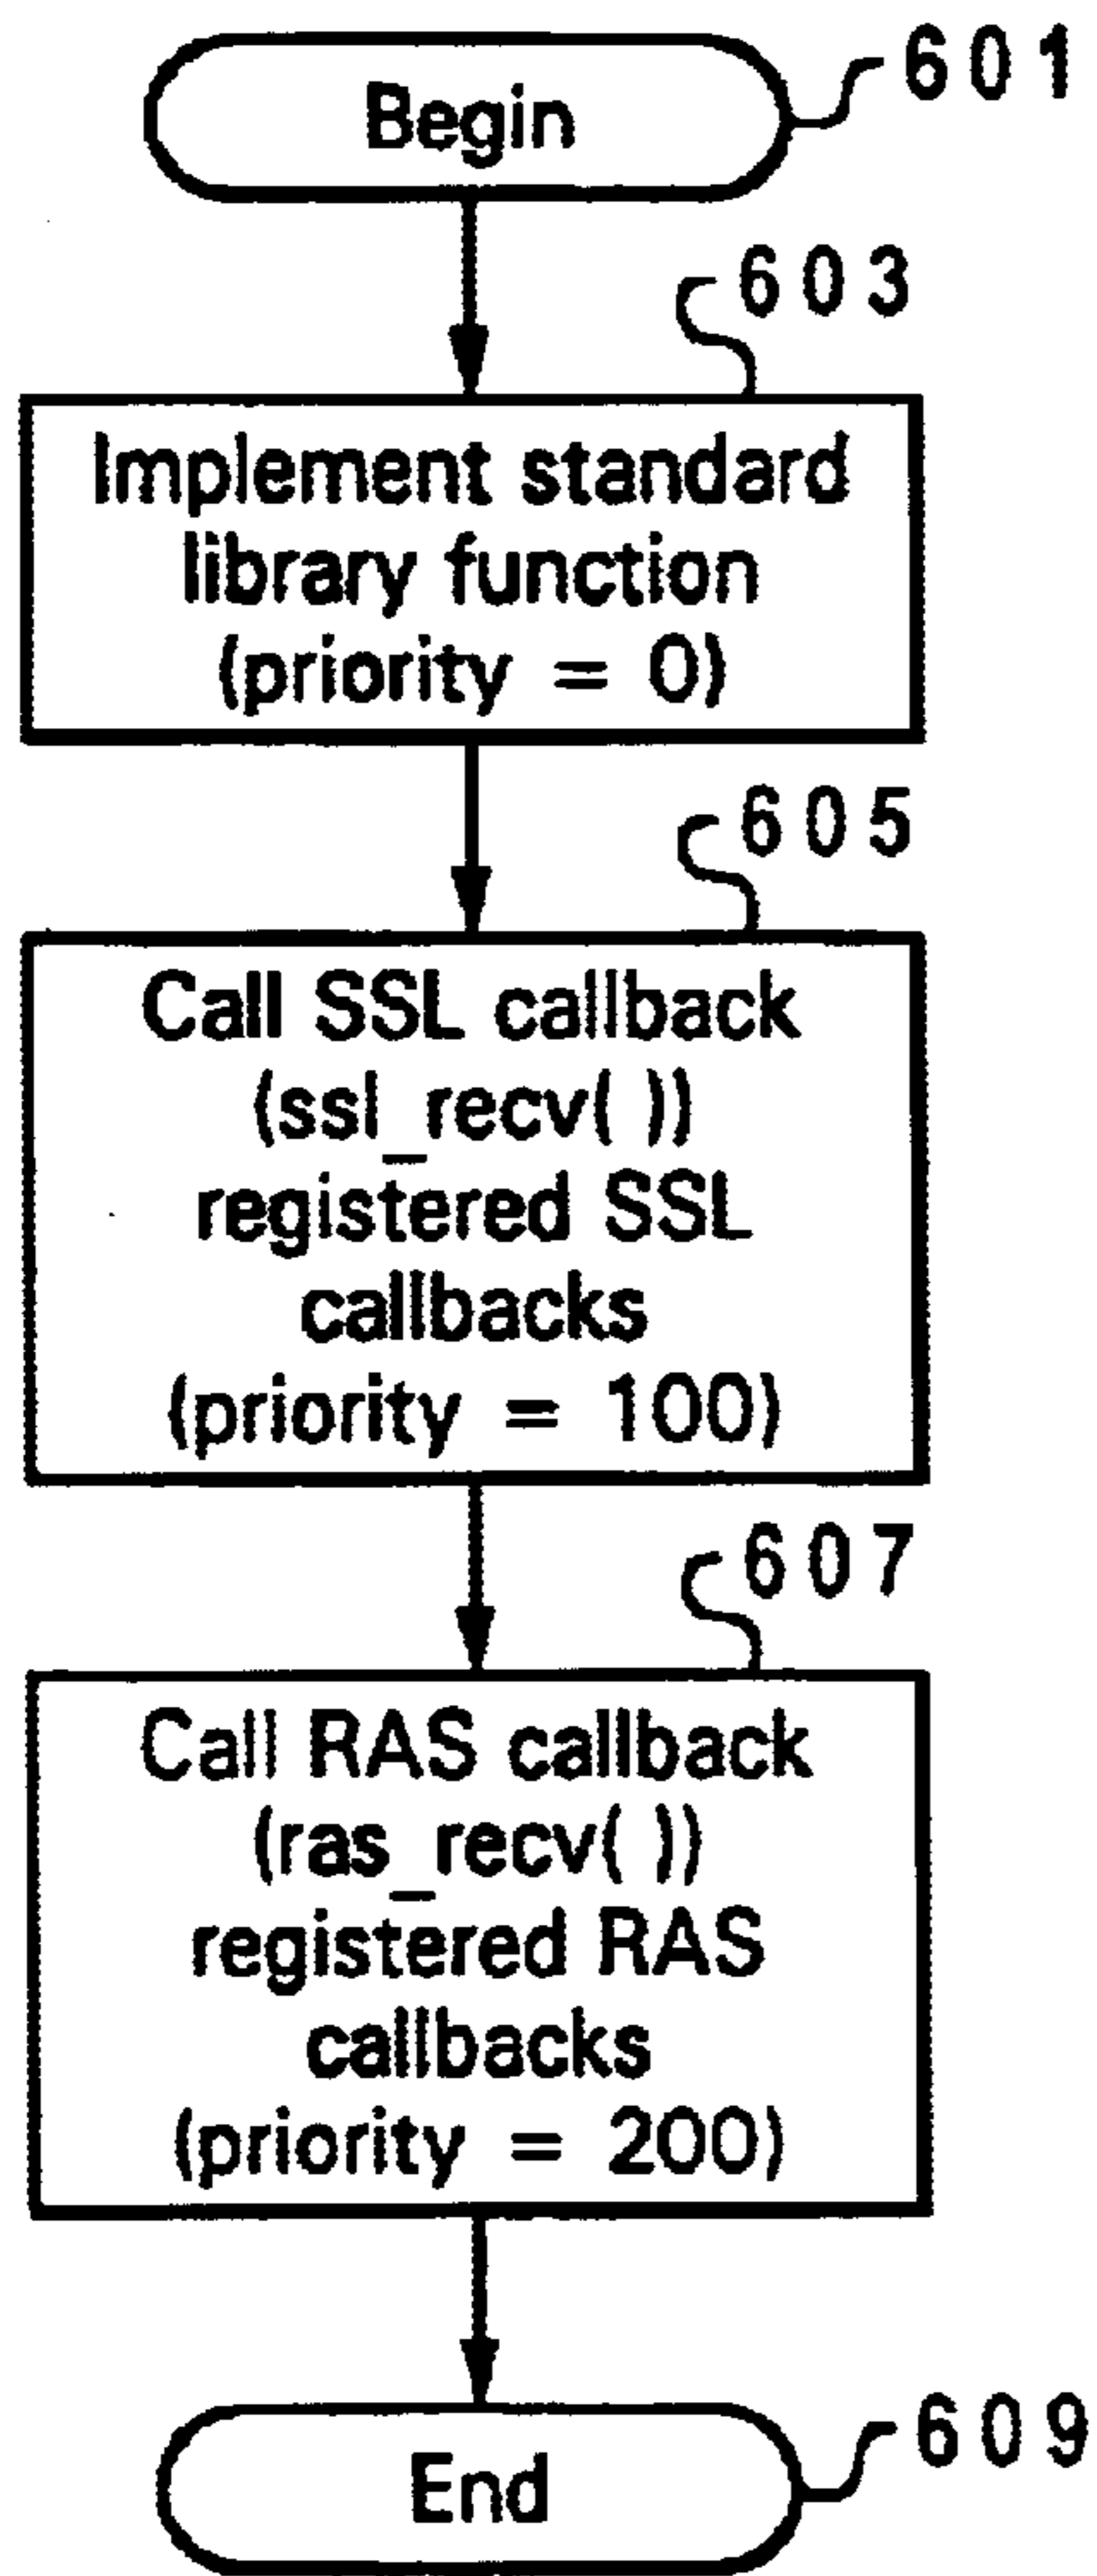 Begin
601
603
Implement standard
library function
(priority = 0)
605
Call SSL callback
(ssl_recv( ))
registered SSL
callbacks
(priority = 100)
607
Call RAS callback
(ras_recv( ))
registered RAS
callbacks
(priority = 200)
End
609